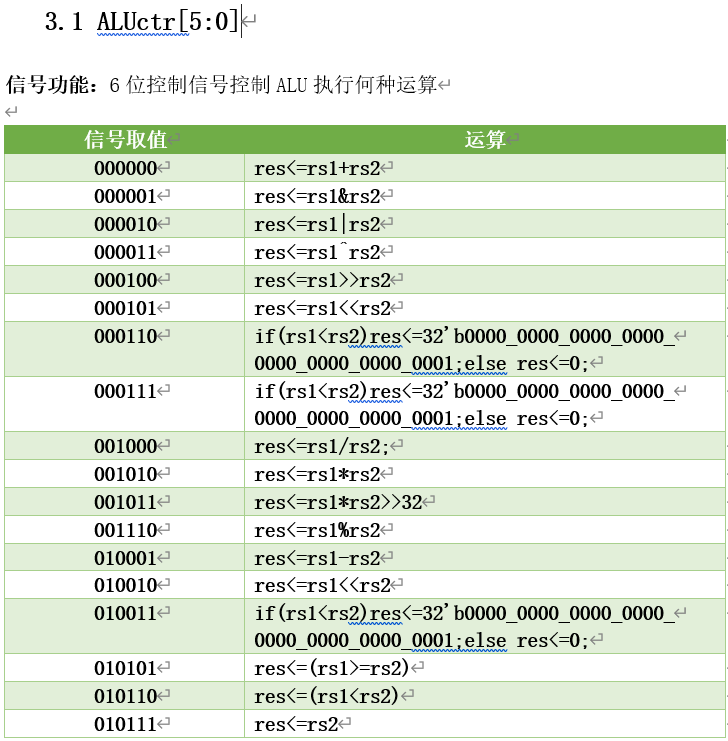 3.1 ALUctr[5:0]
信号功能：6 位控制信号控制 ALU 执行何种运算
信号取值 运算
000000 res<=rs1+rs2
000001 res<=rs1&rs2
000010 res<=rs1|rs2
000011 res<=rs1^rs2
000100 res<=rs1>>rs2
000101 res<=rs1<<rs2
000110 if(rs1<rs2)res<=32'b0000_0000_0000_0000_
0000_0000_0000_0001;else res<=0;
000111 if(rs1<rs2)res<=32'b0000_0000_0000_0000_
0000_0000_0000_0001;else res<=0;
001000 res<=rs1/rs2;
001010 res<=rs1*rs2
001011 res<=rs1*rs2>>32
001110 res<=rs1%rs2
010001 res<=rs1-rs2
010010 res<=rs1<<rs2
010011 if(rs1<rs2)res<=32'b0000_0000_0000_0000_
0000_0000_0000_0001;else res<=0;
010101 res<=(rs1>=rs2)
010110 res<=(rs1<rs2)
010111 res<=rs2